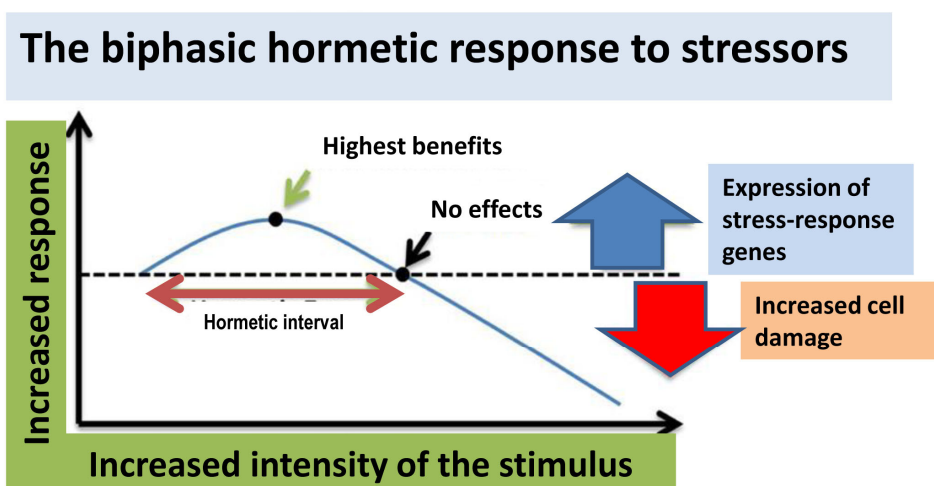 The biphasic hormetic response to stressors
Increased response
Highest benefits
No effects
Expression of
stress-response
genes
Increased cell
damage
Hormetic interval
Increased intensity of the stimulus